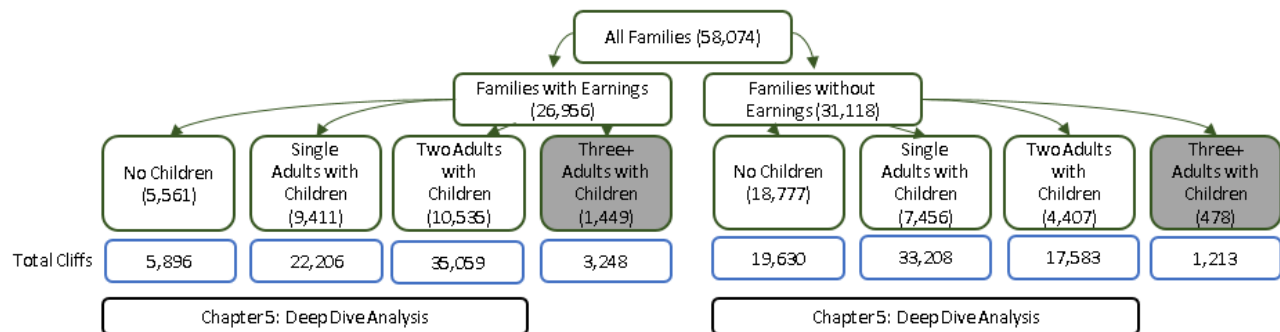 All Families (58,074)
Families with Earnings
(26,956)
Families without
Earnings (31,118)
No Children
(5,561)
Single
Adults with
Children
(9,411)
Two Adults
with
Children
(10,535)
Three+
Adults with
Children
(1,449)
No Children
(18,777)
Single
Adults with
Children
(7,456)
Two Adults
with
Children
(4,407)
Three+
Adults with
Children
(478)
Total Cliffs
5,896
22,206
35,059
3,248
19,630
33,208
17,583
1,213
Chapter 5: Deep Dive Analysis
Chapter 5: Deep Dive Analysis